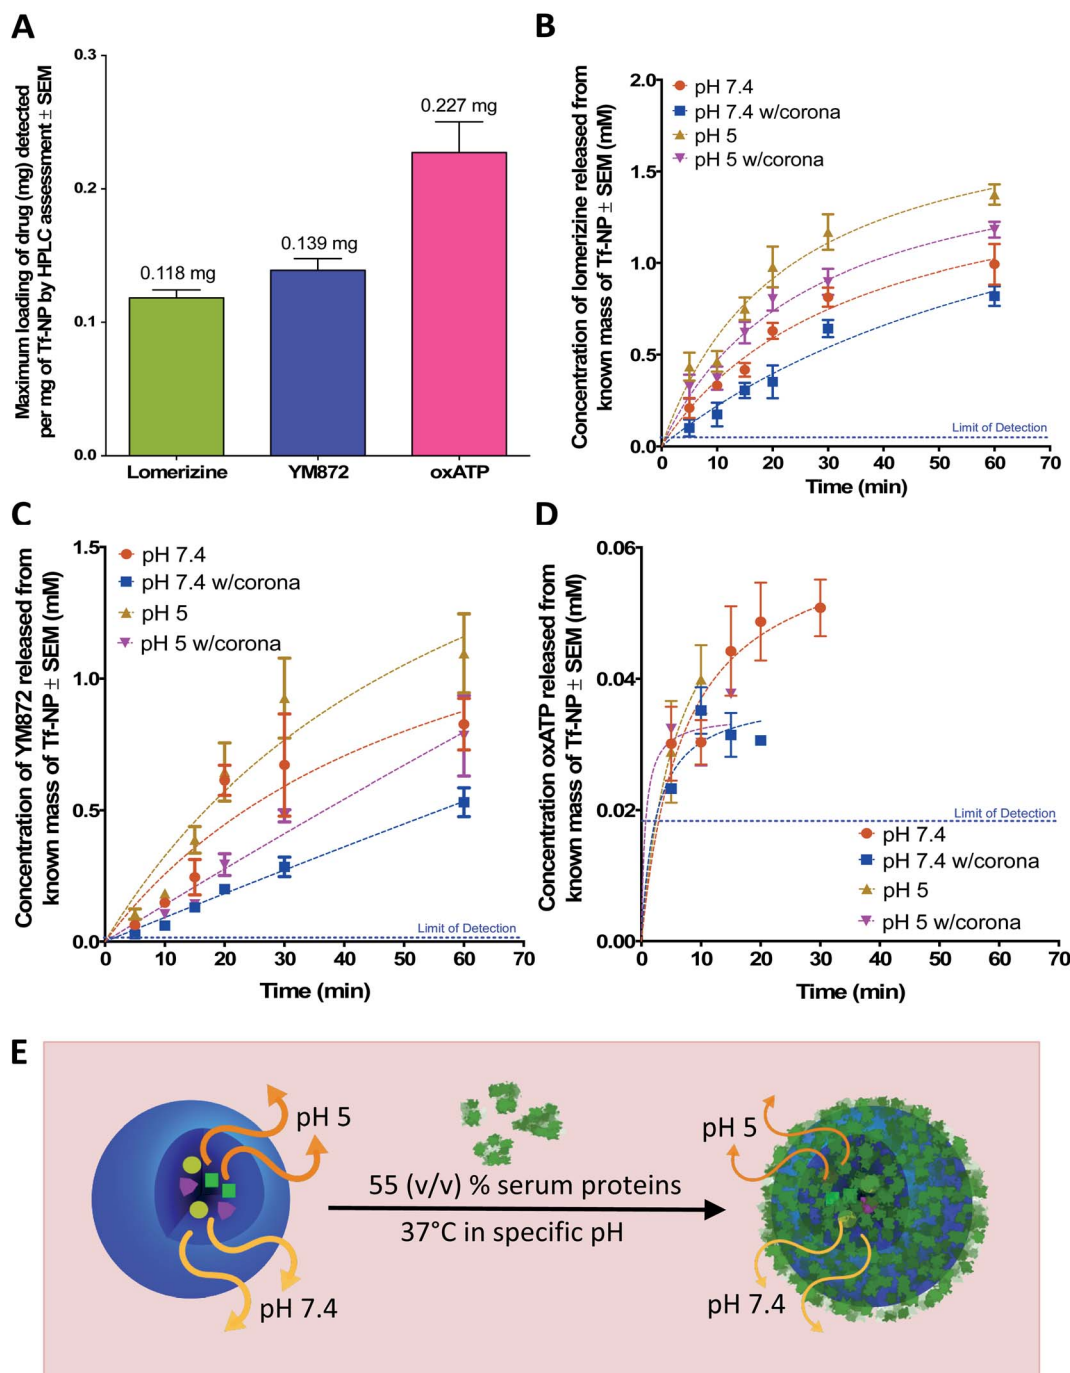 A
Maximum loading of drug (mg) detected
per mg of Tf-NP by HPLC assessment ± SEM
0.3
0.2
0.1
0.0
0.118 mg
0.139 mg
0.227 mg
Lomerizine
YM872
oxATP
B
Concentration of lomerizine released from
known mass of Tf-NP ± SEM (mM)
2.0
1.5
1.0
0.5
0.0
pH 7.4
pH 7.4 w/corona
pH 5
pH 5 w/corona
Limit of Detection
0 10 20 30 40 50 60 70
Time (min)
C
Concentration of YM872 released from
known mass of Tf-NP ± SEM (mM)
1.5
1.0
0.5
0.0
pH 7.4
pH 7.4 w/corona
pH 5
pH 5 w/corona
Limit of Detection
0 10 20 30 40 50 60 70
Time (min)
D
Concentration oxATP released from
known mass of Tf-NP ± SEM (mM)
0.06
0.04
0.02
0.00
Limit of Detection
pH 7.4
pH 7.4 w/corona
pH 5
pH 5 w/corona
0 10 20 30 40 50 60 70
Time (min)
E
pH 5
pH 7.4
55 (v/v) % serum proteins
37°C in specific pH
pH 5
pH 7.4